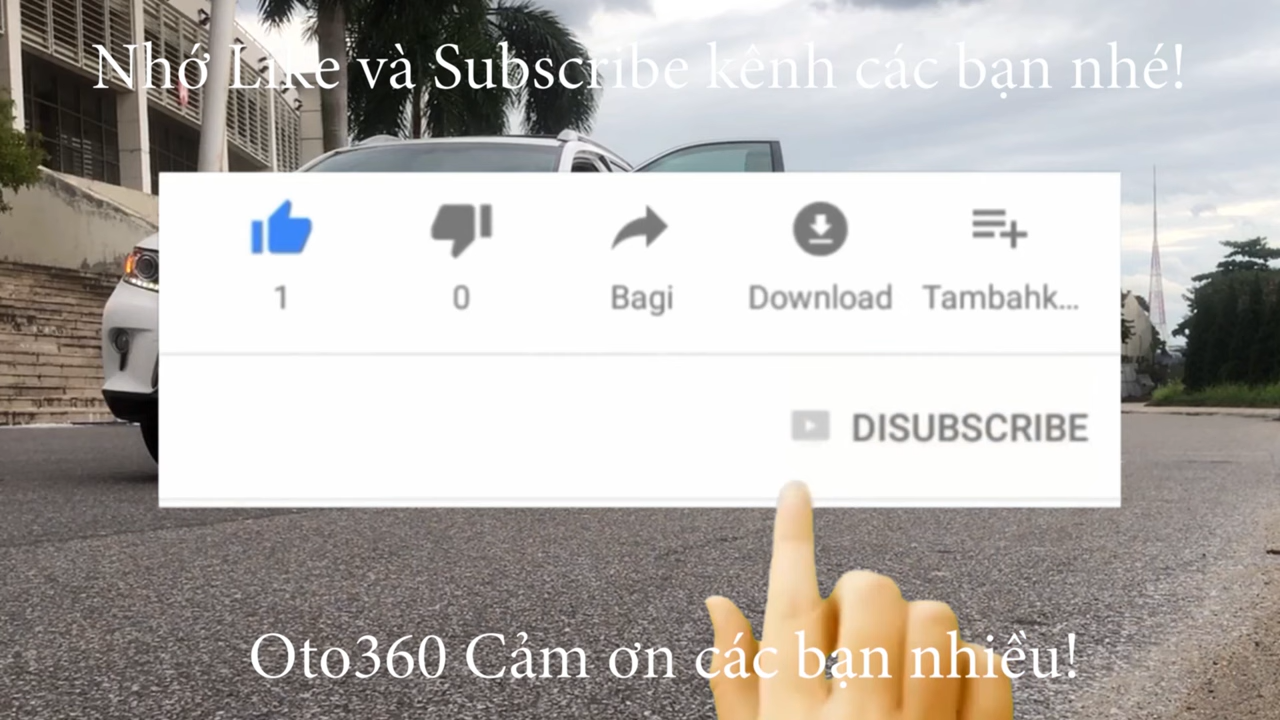 Nhớ Like và Subscribe kênh các bạn nhé!
1 0 Bagi Download Tambahk...
DISUBSCRIBE
Oto360 Cảm ơn các bạn nhiều!